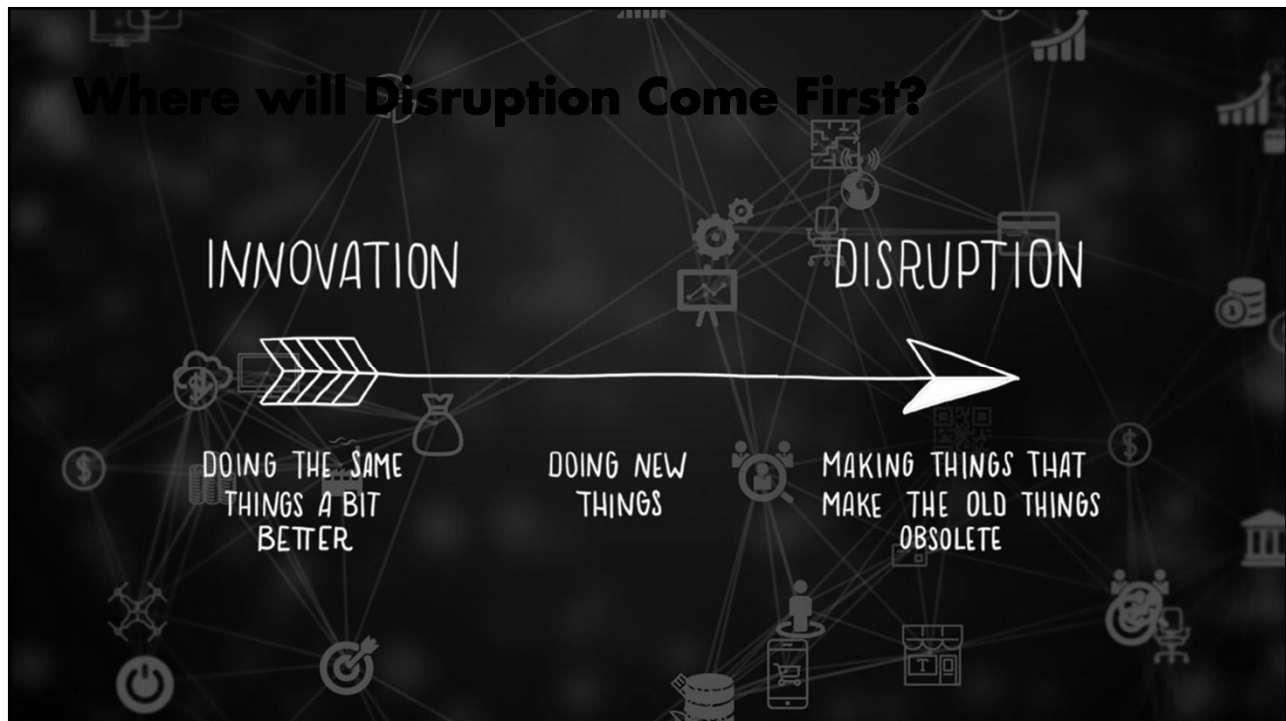 Where will Disruption Come First?
INNOVATION
DISRUPTION
DOING THE SAME
THINGS A BIT
BETTER
DOING NEW
THINGS
MAKING THINGS THAT
MAKE THE OLD THINGS
OBSOLETE
T